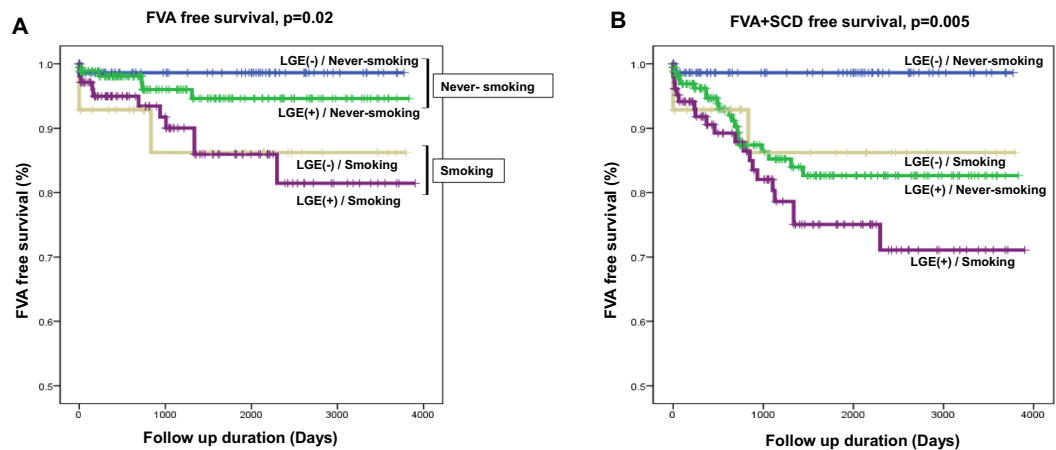 A
FVA free survival, p=0.02
FVA free survival (%)
1.0
0.9
0.8
0.7
0.6
0.5
LGE(-) / Never-smoking
Never- smoking
LGE(+) / Never-smoking
LGE(-) / Smoking
Smoking
LGE(+) / Smoking
0
1000
2000
3000
4000
Follow up duration (Days)
B
FVA+SCD free survival, p=0.005
FVA free survival (%)
1.0
0.9
0.8
0.7
0.6
0.5
LGE(-) / Never-smoking
LGE(-) / Smoking
LGE(+) / Never-smoking
LGE(+) / Smoking
0
1000
2000
3000
4000
Follow up duration (Days)